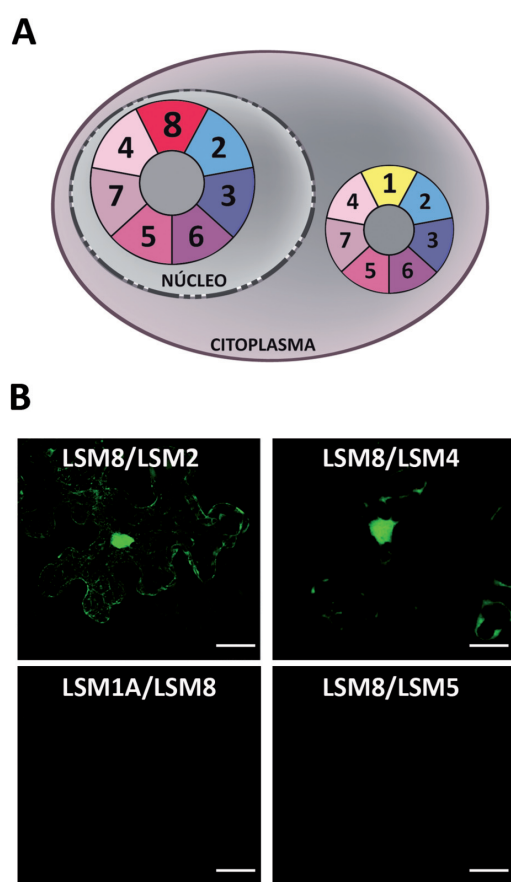 A
8
4 2
7 3
5 6
NÚCLEO
1
4 2
7 3
5 6
CITOPLASMA
B
LSM8/LSM2 LSM8/LSM4
LSM1A/LSM8 LSM8/LSM5